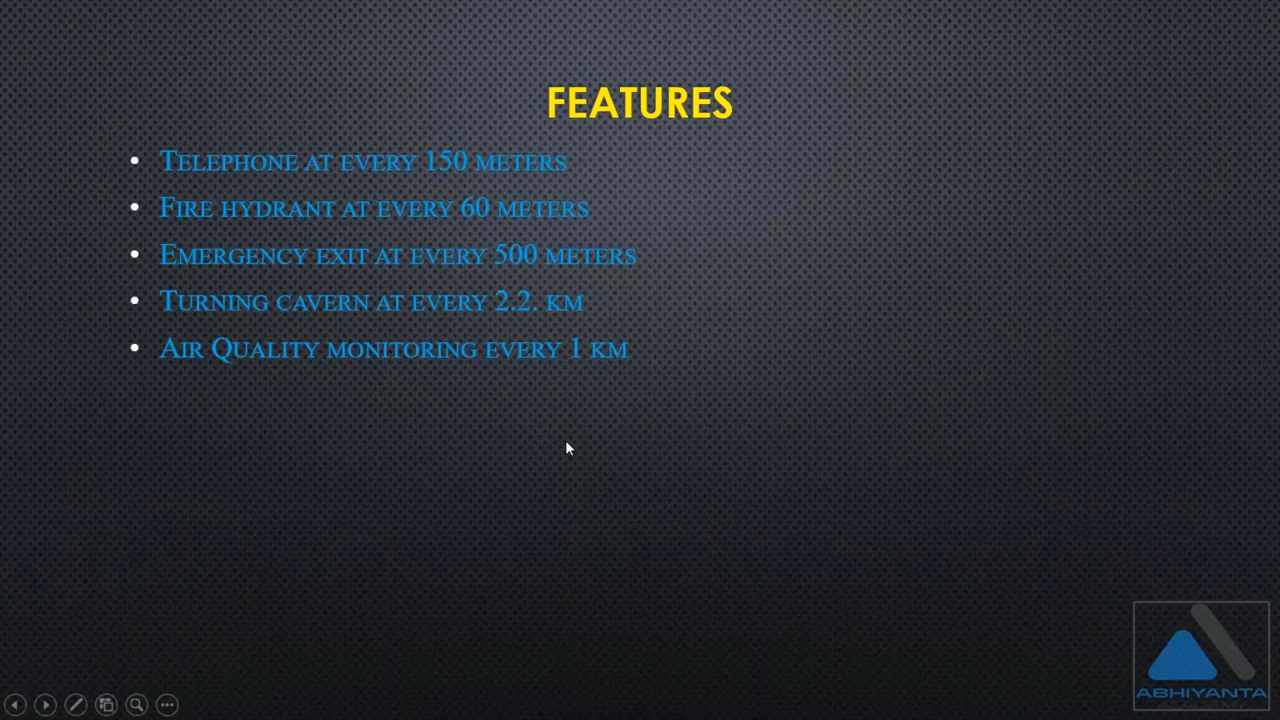 FEATURES
• TELEPHONE AT EVERY 150 METERS
• FIRE HYDRANT AT EVERY 60 METERS
• EMERGENCY EXIT AT EVERY 500 METERS
• TURNING CAVERN AT EVERY 2.2. KM
• AIR QUALITY MONITORING EVERY 1 KM
ABHIYANTA
ACADEMY